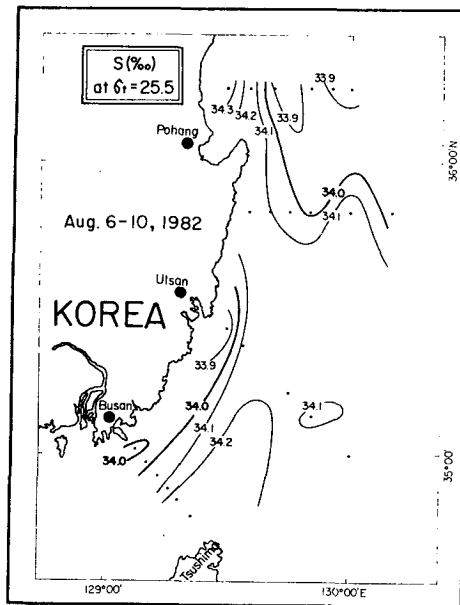 S (‰)
at σt = 25.5
33.9
34.3
34.2
34.1
33.9
Pohang
36°00'N
34.0
34.1
Aug. 6-10, 1982
Ulsan
KOREA
33.9
Busan
34.0
34.1
34.2
34.1
34.0
35°00'
Tsushima
129°00'
130°00'E